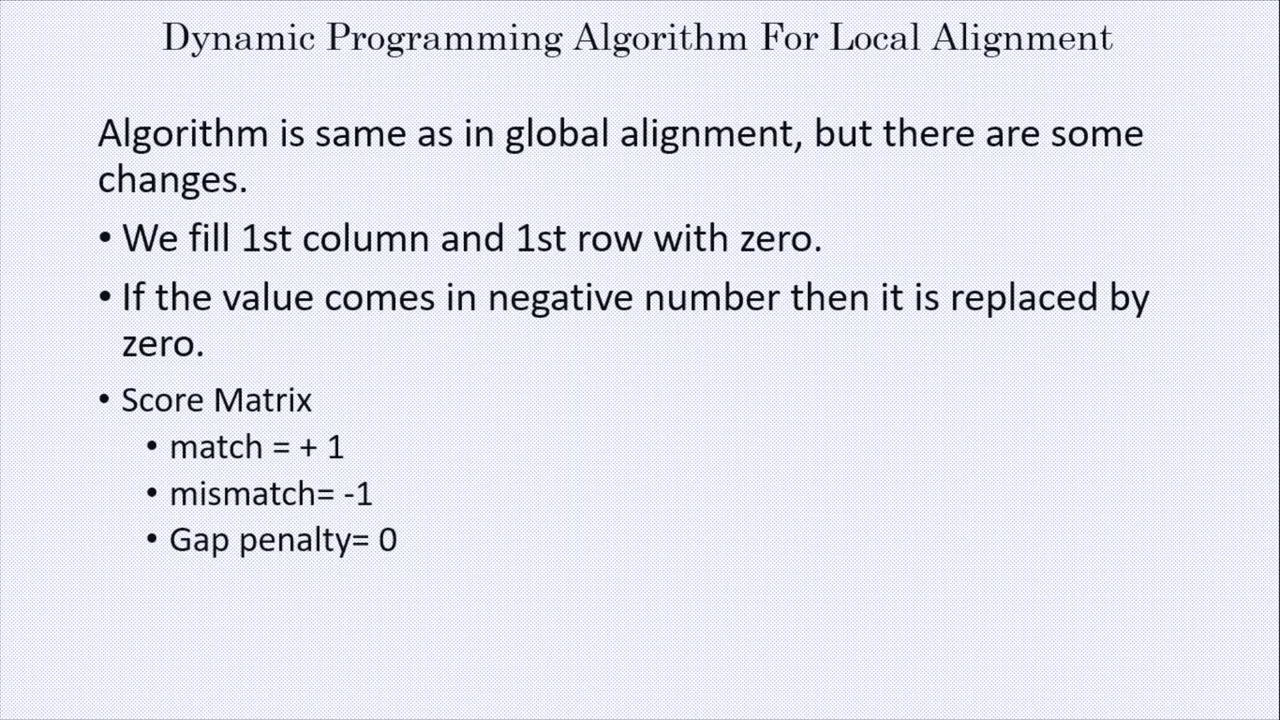 Dynamic Programming Algorithm For Local Alignment
Algorithm is same as in global alignment, but there are some
changes.
• We fill 1st column and 1st row with zero.
• If the value comes in negative number then it is replaced by
zero.
• Score Matrix
• match = + 1
• mismatch= -1
• Gap penalty= 0